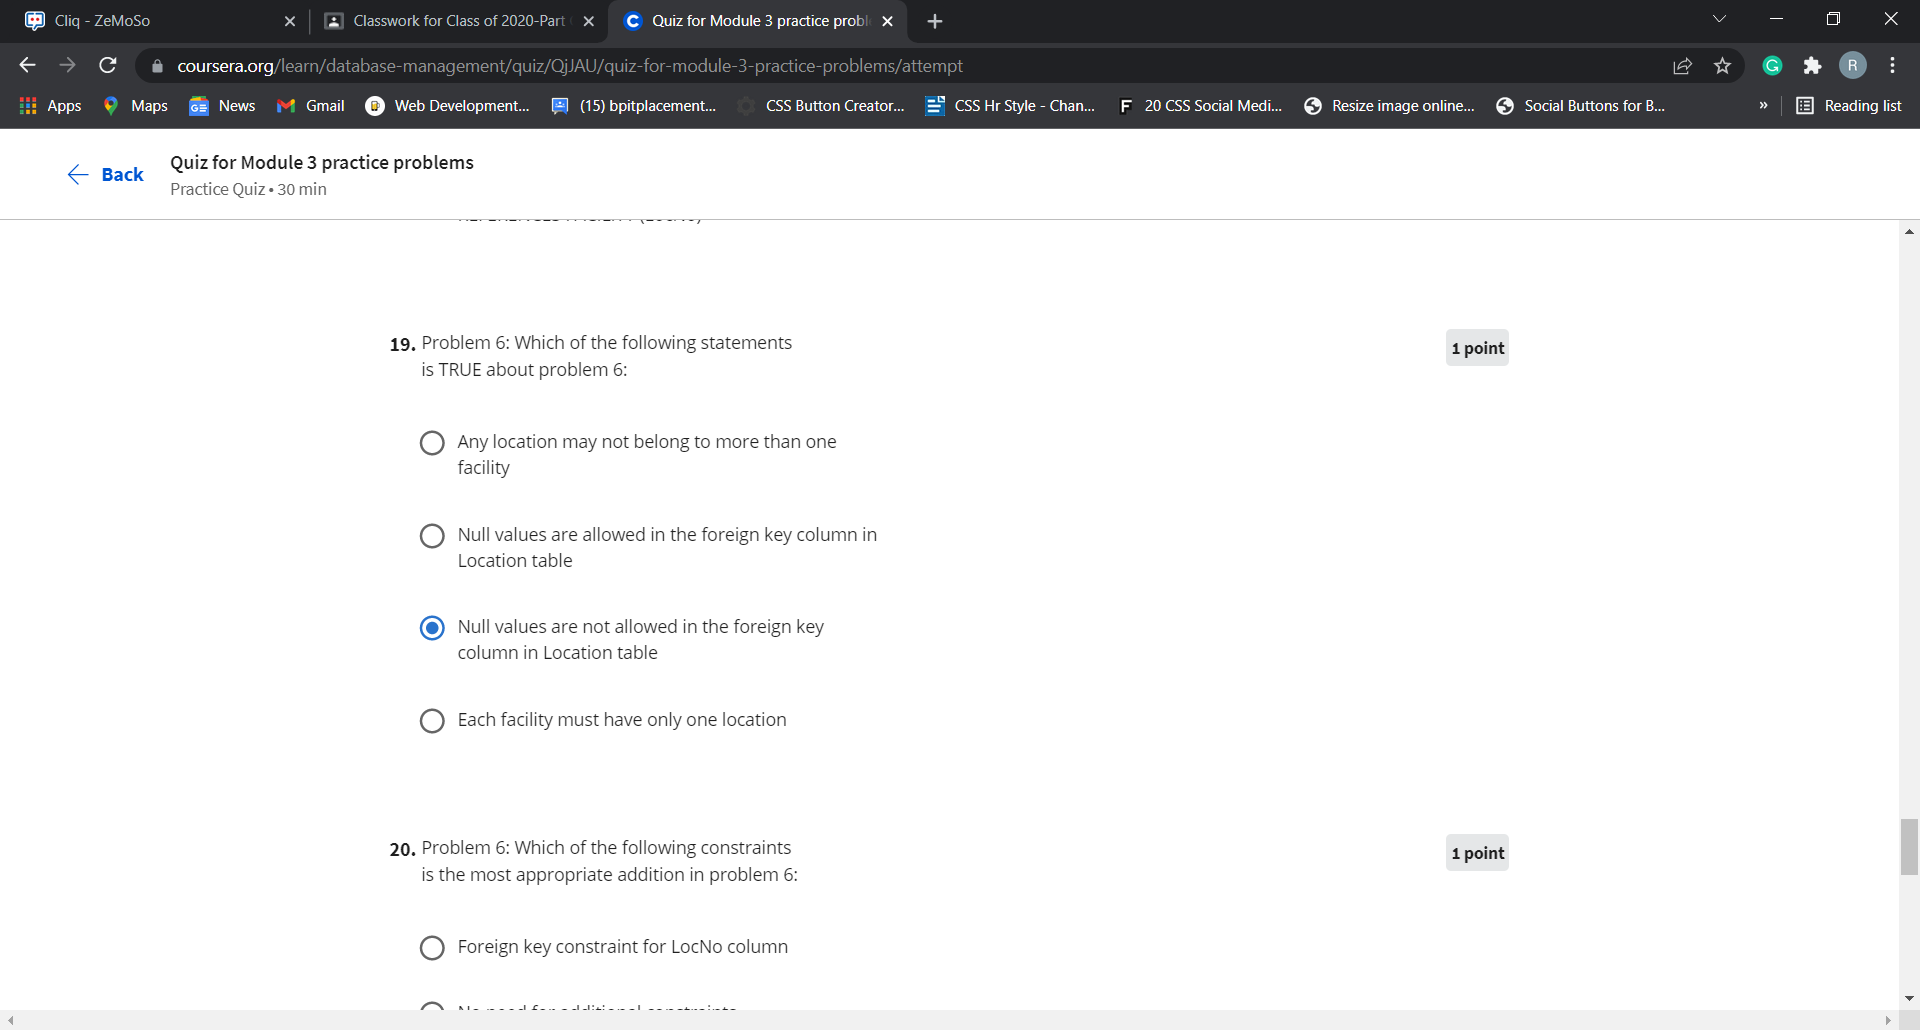 Cliq - ZeMoSo
Classwork for Class of 2020-Part
Quiz for Module 3 practice probl
coursera.org/learn/database-management/quiz/QjJAU/quiz-for-module-3-practice-problems/attempt
R
Apps
Maps
News
Gmail
Web Development...
(15) bpitplacement...
CSS Button Creator...
CSS Hr Style - Chan...
20 CSS Social Medi...
Resize image online...
Social Buttons for B...
»
Reading list
Back
Quiz for Module 3 practice problems
Practice Quiz • 30 min
19. Problem 6: Which of the following statements
is TRUE about problem 6:
1 point
Any location may not belong to more than one
facility
Null values are allowed in the foreign key column in
Location table
Null values are not allowed in the foreign key
column in Location table
Each facility must have only one location
20. Problem 6: Which of the following constraints
is the most appropriate addition in problem 6:
1 point
Foreign key constraint for LocNo column
No need for additional constraints